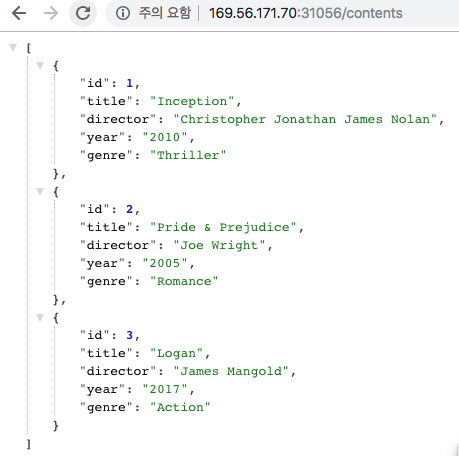 주의 요함 169.56.171.70:31056/contents
[
{
"id": 1,
"title": "Inception",
"director": "Christopher Jonathan James Nolan",
"year": "2010",
"genre": "Thriller"
},
{
"id": 2,
"title": "Pride & Prejudice",
"director": "Joe Wright",
"year": "2005",
"genre": "Romance"
},
{
"id": 3,
"title": "Logan",
"director": "James Mangold",
"year": "2017",
"genre": "Action"
}
]